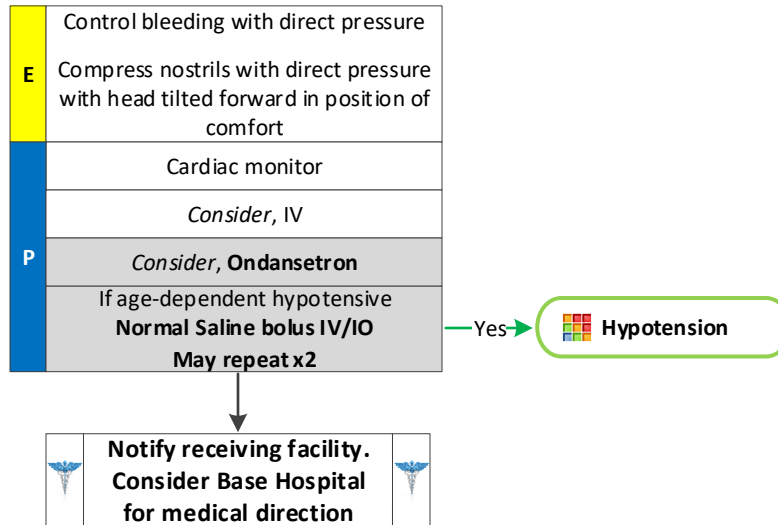 Control bleeding with direct pressure
E
Compress nostrils with direct pressure
with head tilted forward in position of
comfort
Cardiac monitor
Consider, IV
P
Consider, Ondansetron
If age-dependent hypotensive
Normal Saline bolus IV/IO
May repeat x2
Yes
Hypotension
Notify receiving facility.
Consider Base Hospital
for medical direction